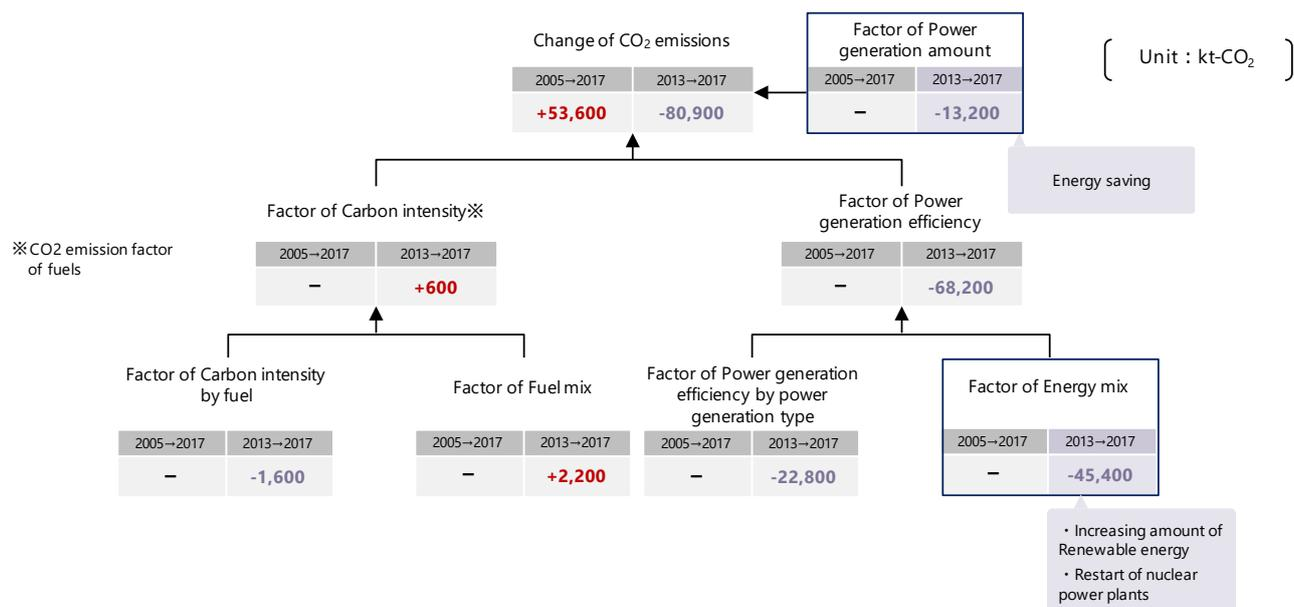 Change of CO₂ emissions
2005→2017 2013→2017
+53,600 -80,900
Factor of Power
generation amount
2005→2017 2013→2017
– -13,200
Unit：kt-CO₂
Energy saving
Factor of Carbon intensity※
2005→2017 2013→2017
– +600
Factor of Power
generation efficiency
2005→2017 2013→2017
– -68,200
※CO2 emission factor
of fuels
Factor of Carbon intensity
by fuel
2005→2017 2013→2017
– -1,600
Factor of Fuel mix
2005→2017 2013→2017
– +2,200
Factor of Power generation
efficiency by power
generation type
2005→2017 2013→2017
– -22,800
Factor of Energy mix
2005→2017 2013→2017
– -45,400
・Increasing amount of
Renewable energy
・Restart of nuclear
power plants